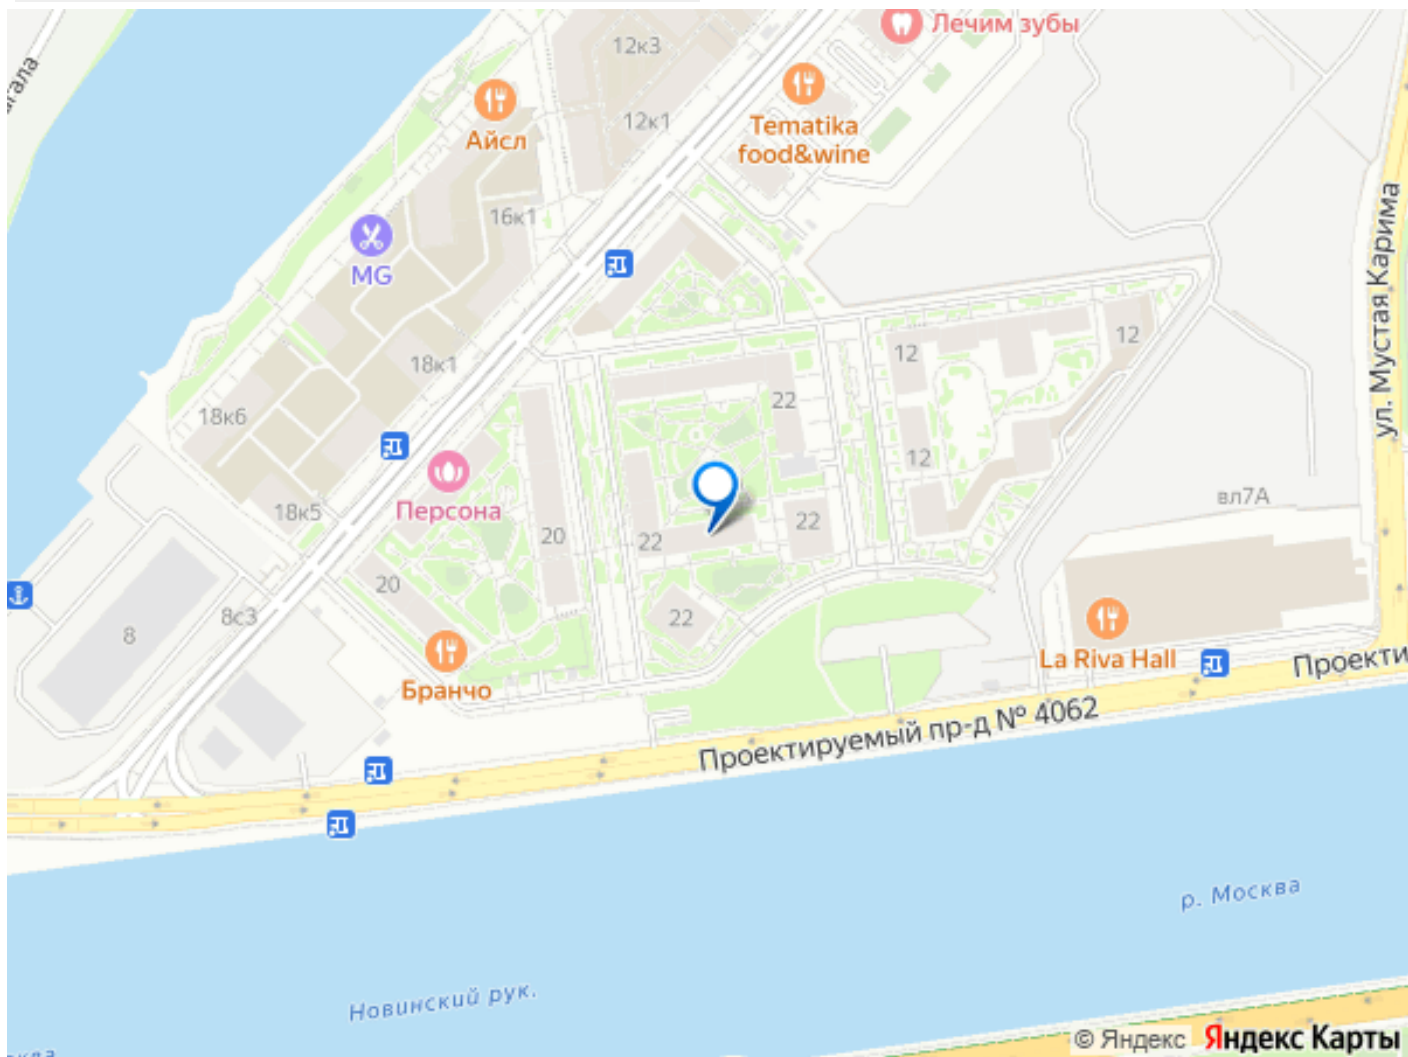 Лечим зубы
12к3
12к1
Айсл
Tematika
food&wine
16к1
MG
ул. Мустая Карима
18к1
12
12
22
18к6
12
Персона
вл7А
18к5
20
22
22
20
8с3
8
22
La Riva Hall
Бранчо
Проекти
Проектируемый пр-д № 4062
р. Москва
Новинский рук.
© Яндекс Яндекс Карты